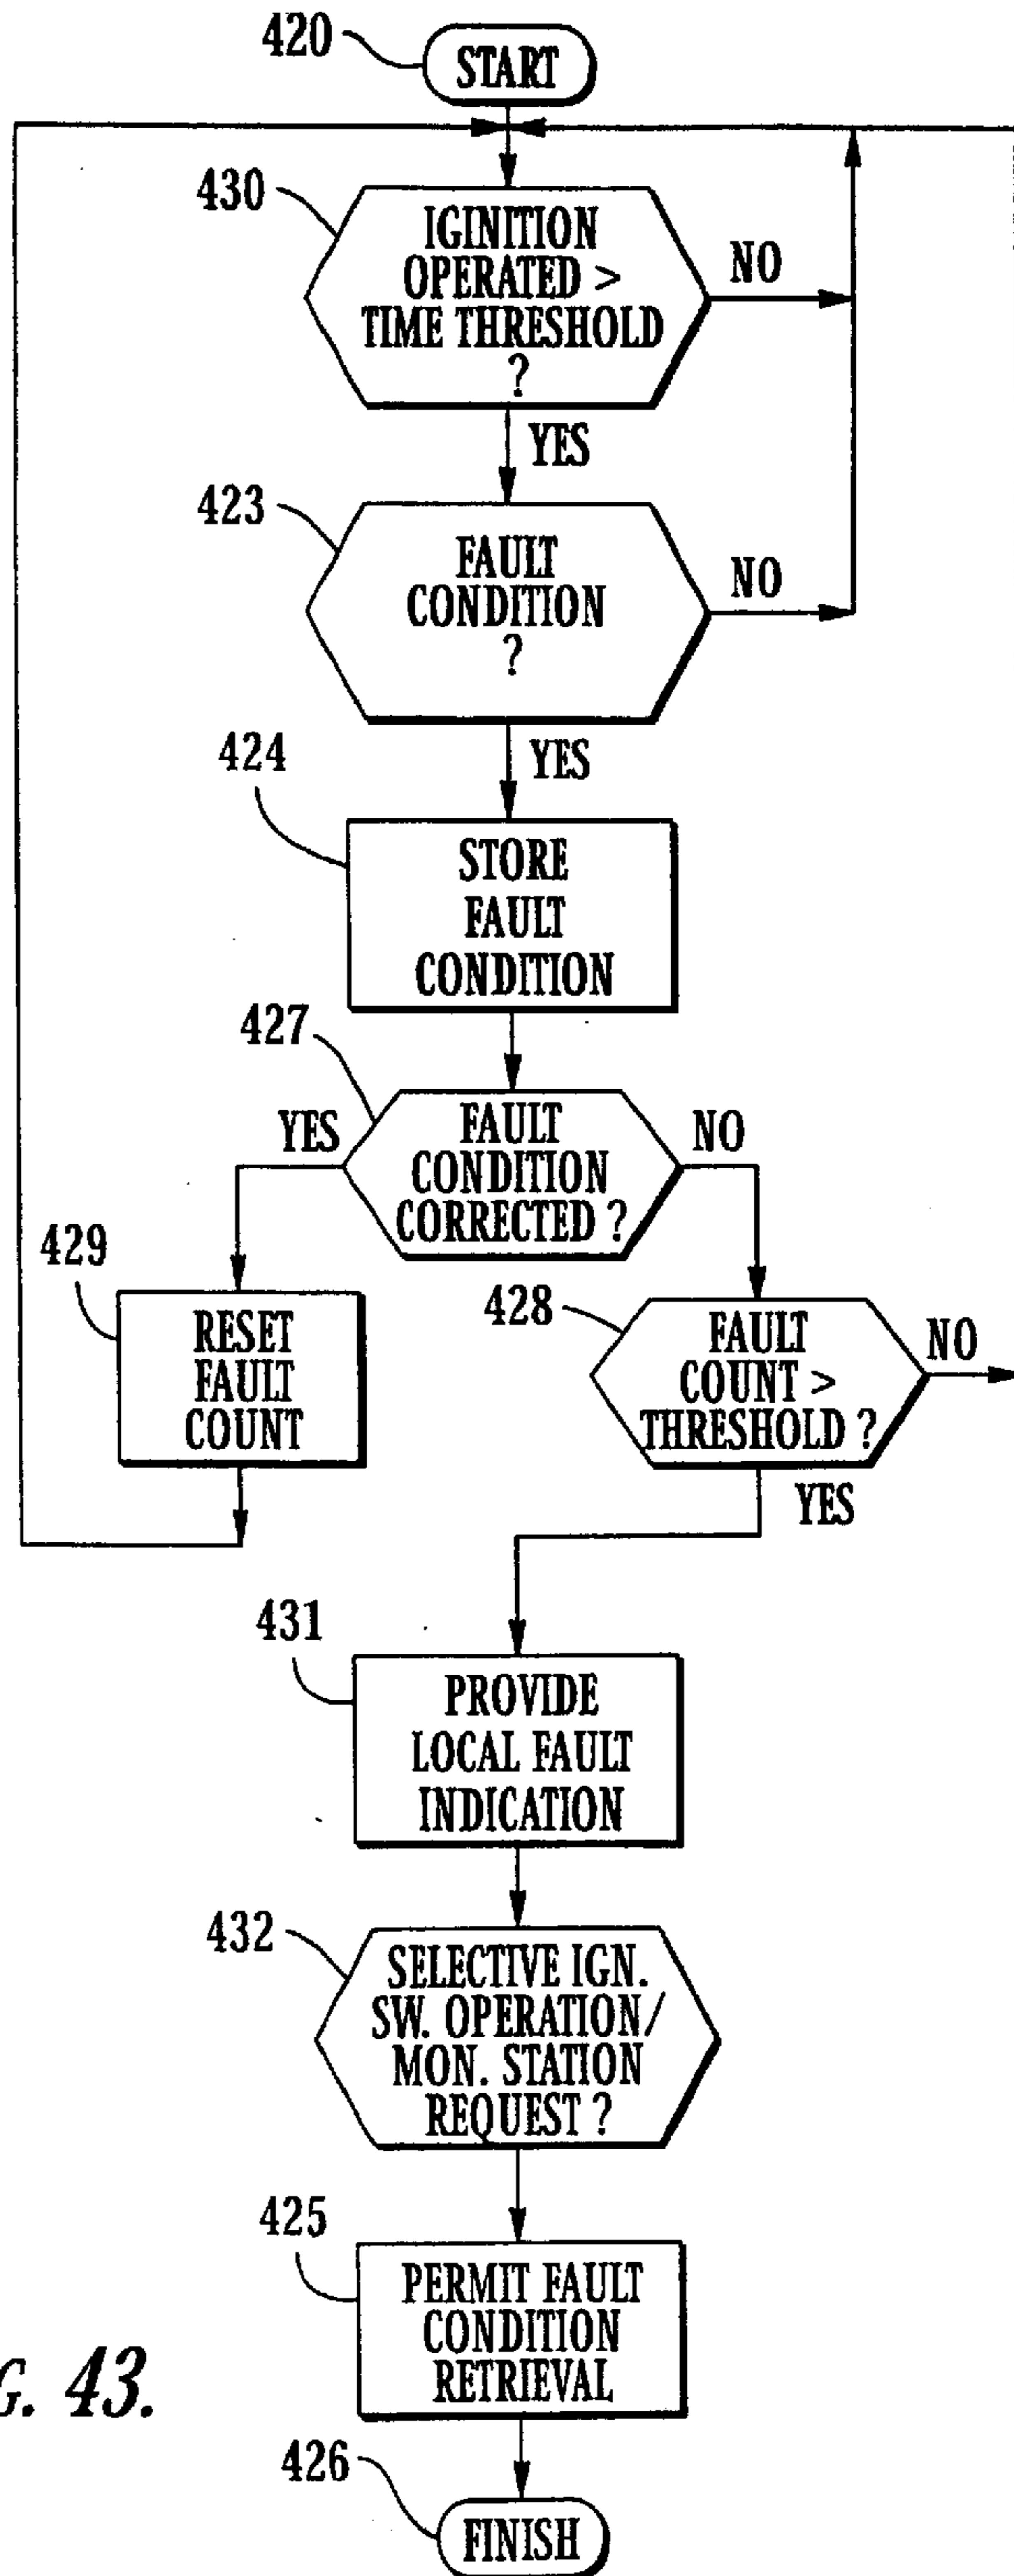 420
START
430
IGINITION
OPERATED >
TIME THRESHOLD
?
NO
YES
423
FAULT
CONDITION
?
NO
YES
424
STORE
FAULT
CONDITION
427
YES
FAULT
CONDITION
CORRECTED ?
NO
429
RESET
FAULT
COUNT
428
FAULT
COUNT >
THRESHOLD ?
NO
YES
431
PROVIDE
LOCAL FAULT
INDICATION
432
SELECTIVE IGN.
SW. OPERATION/
MON. STATION
REQUEST ?
425
PERMIT FAULT
CONDITION
RETRIEVAL
G. 43.
426
FINISH